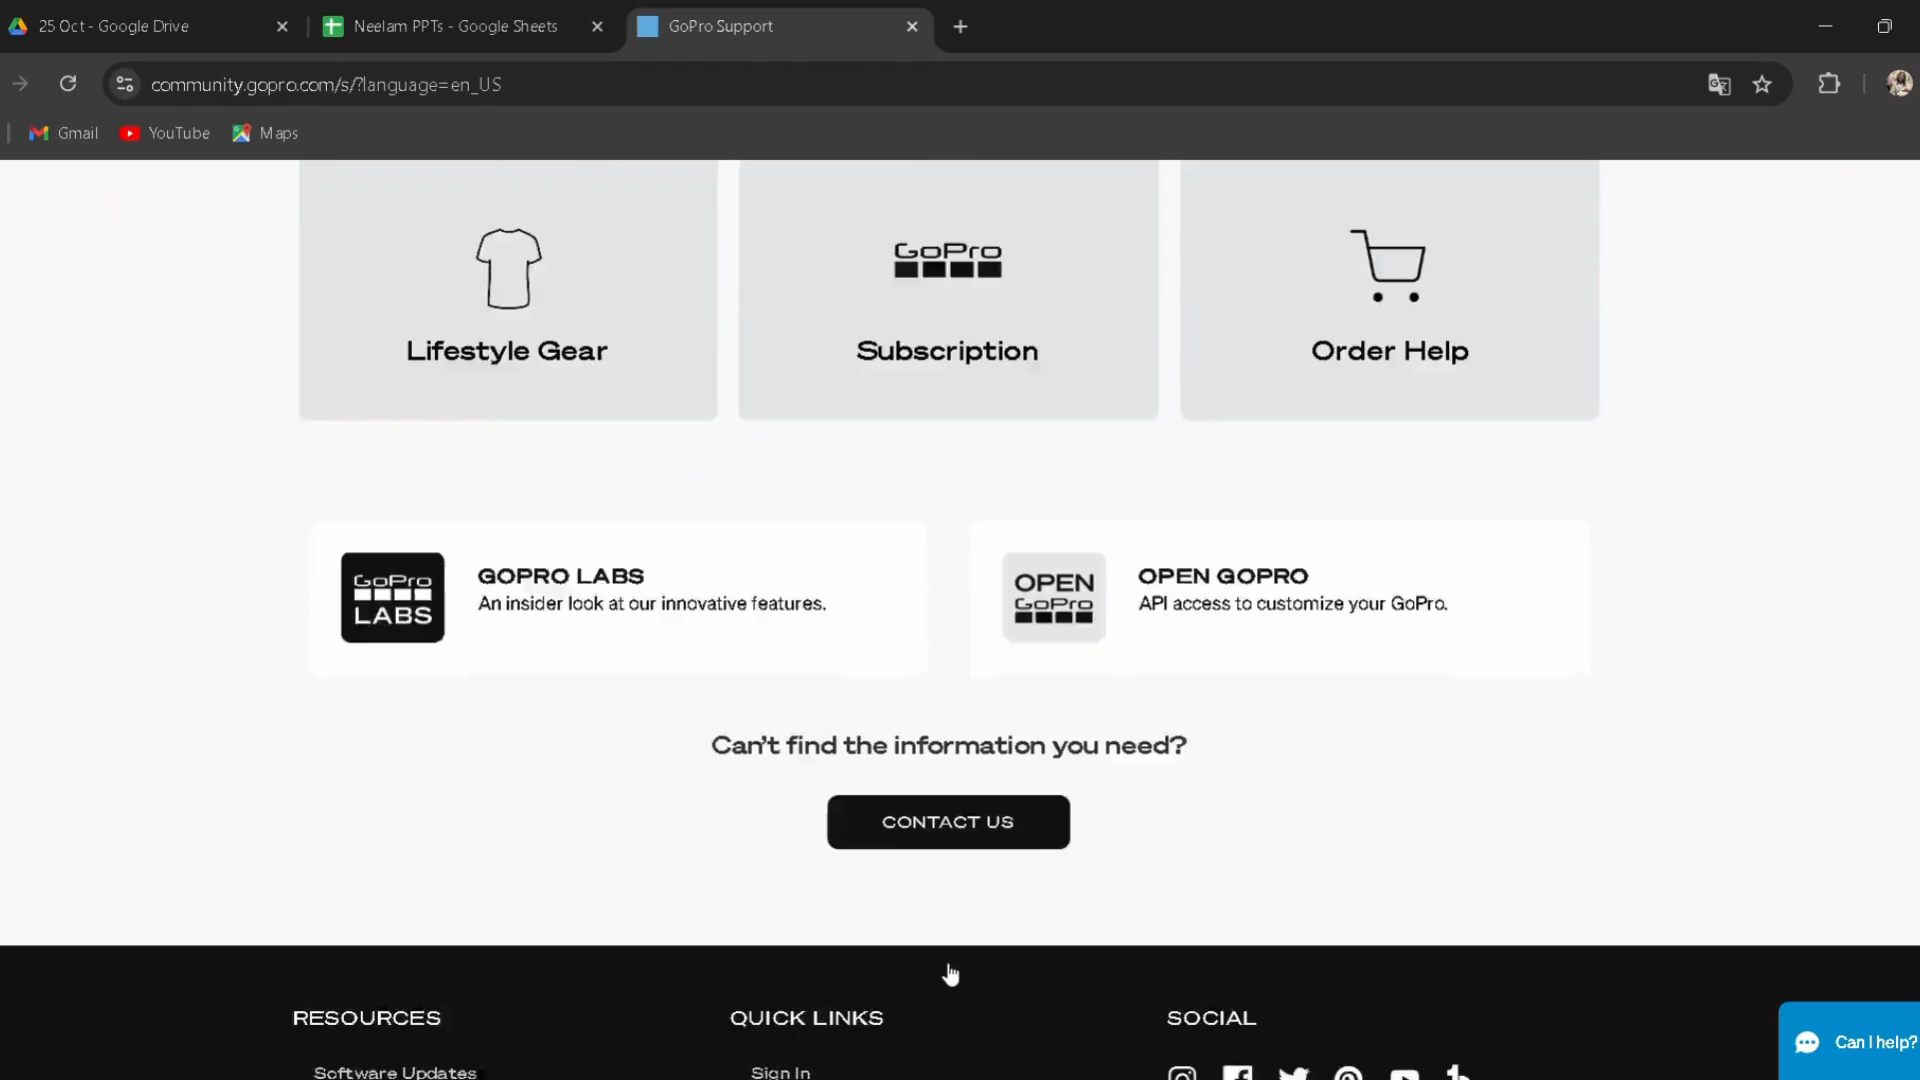 25 Oct - Google Drive
Neelam PPTs - Google Sheets
GoPro Support
community.gopro.com/s/?language=en_US
Gmail
YouTube
Maps
GoPro
Lifestyle Gear
Subscription
Order Help
GoPro
LABS
GOPRO LABS
An insider look at our innovative features.
OPEN
GoPro
OPEN GOPRO
API access to customize your GoPro.
Can't find the information you need?
CONTACT US
RESOURCES
QUICK LINKS
SOCIAL
Software Updates
Sign In
Can I help?